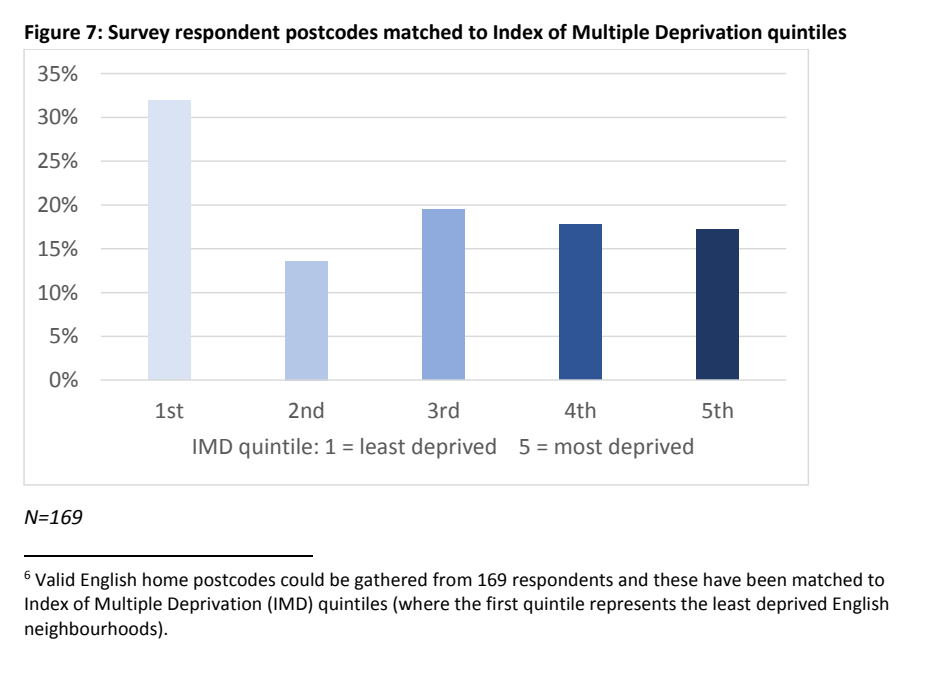 Figure 7: Survey respondent postcodes matched to Index of Multiple Deprivation quintiles
35%
30%
25%
20%
15%
10%
5%
0%
1st 2nd 3rd 4th 5th
IMD quintile: 1 = least deprived 5 = most deprived
N=169
6 Valid English home postcodes could be gathered from 169 respondents and these have been matched to
Index of Multiple Deprivation (IMD) quintiles (where the first quintile represents the least deprived English
neighbourhoods).